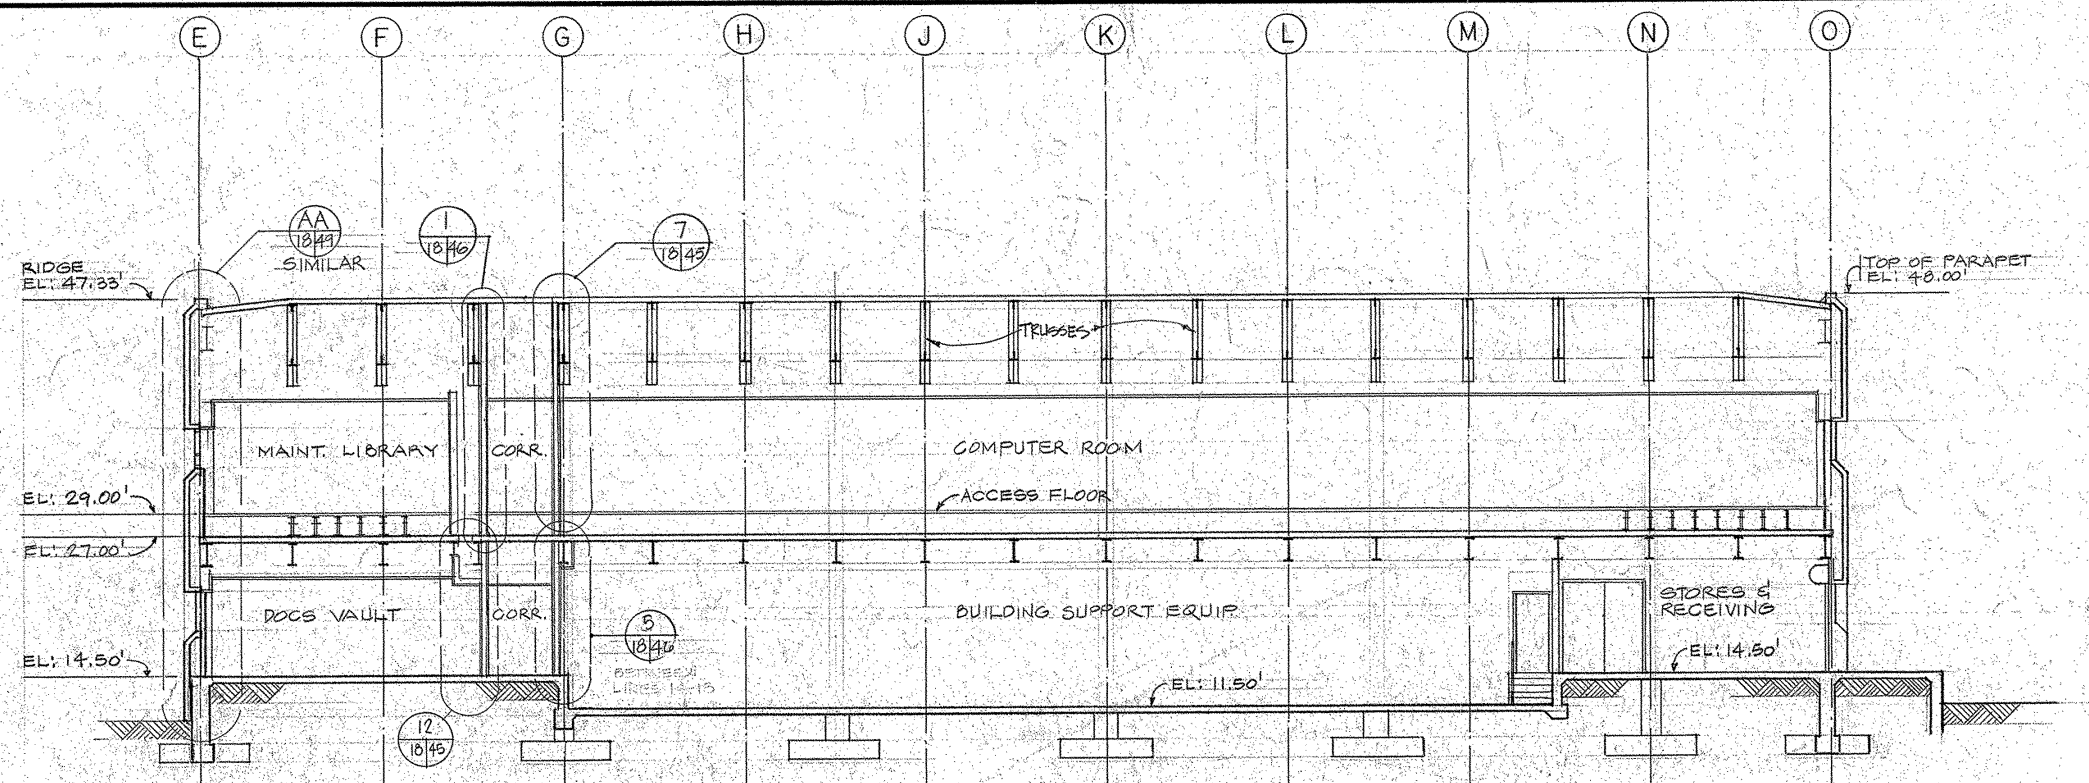 E F G H J K L M N O
AA
18 49
SIMILAR
1
18 46
7
18 45
RIDGE
EL: 47.33'
TOP OF PARAPET
EL: 48.00'
TRUSSES
MAINT. LIBRARY
CORR.
COMPUTER ROOM
EL: 29.00'
ACCESS FLOOR
EL: 27.00'
DOCS VAULT
CORR.
BUILDING SUPPORT EQUIP
STORES &
RECEIVING
5
18 46
BETWEEN
EL: 14.50'
EL: 14.50'
LINES
EL: 11.50'
12
18 45